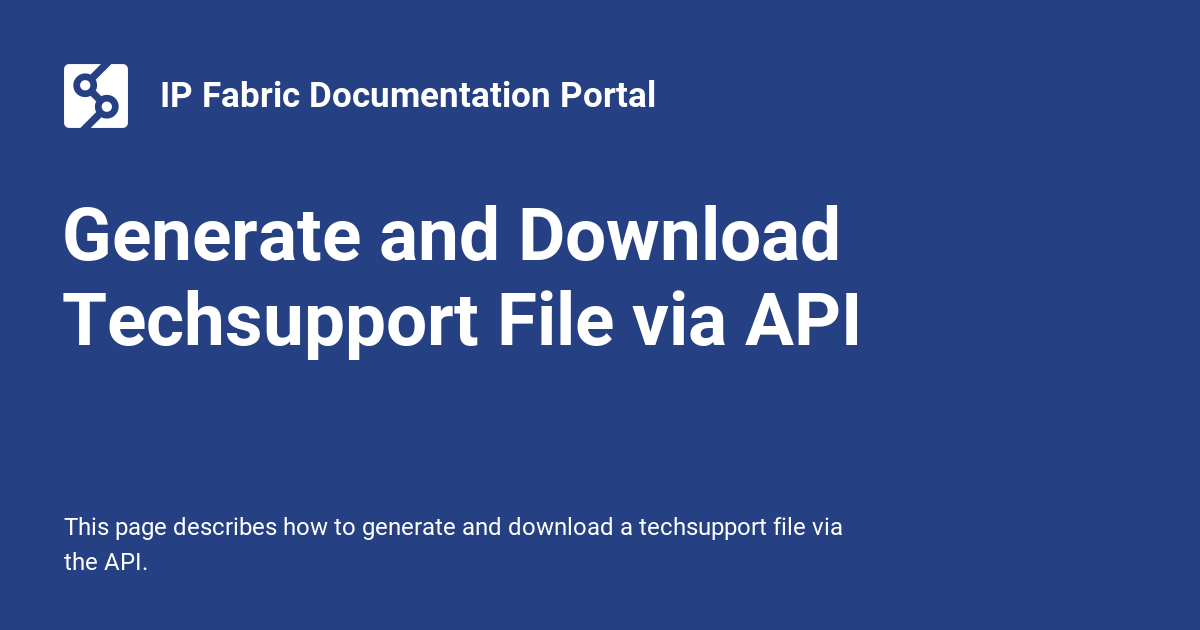 IP Fabric Documentation Portal
Generate and Download
Techsupport File via API
This page describes how to generate and download a techsupport file via
the API.